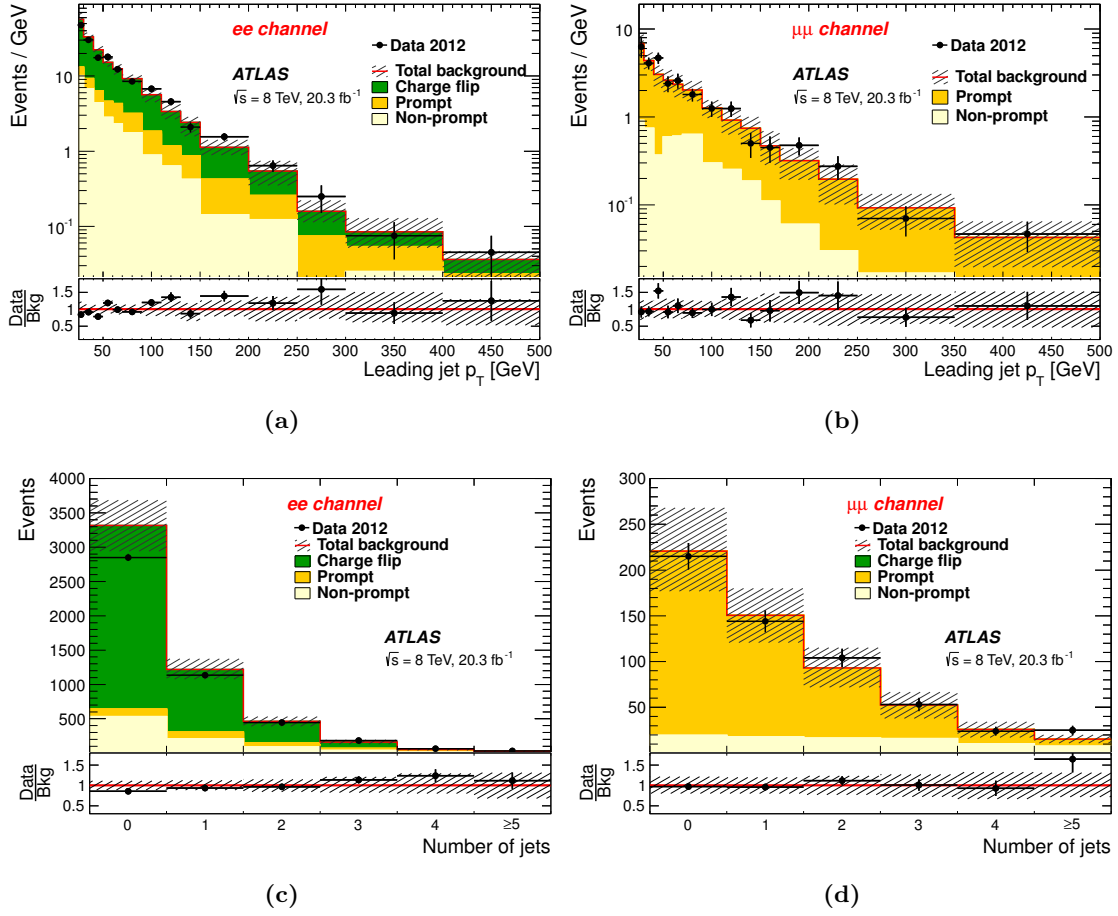 ee channel
Data 2012
Total background
Charge flip
Prompt
Non-prompt
ATLAS
√s = 8 TeV, 20.3 fb⁻¹
Events / GeV
10
1
10⁻¹
Data
Bkg
1.5
1
0.5
50 100 150 200 250 300 350 400 450 500
Leading jet p_T [GeV]
(a)
μμ channel
Data 2012
Total background
Prompt
Non-prompt
ATLAS
√s = 8 TeV, 20.3 fb⁻¹
Events / GeV
10
1
10⁻¹
Data
Bkg
1.5
1
0.5
50 100 150 200 250 300 350 400 450 500
Leading jet p_T [GeV]
(b)
ee channel
Data 2012
Total background
Charge flip
Prompt
Non-prompt
ATLAS
√s = 8 TeV, 20.3 fb⁻¹
Events
4000
3500
3000
2500
2000
1500
1000
500
Data
Bkg
1.5
1
0.5
0 1 2 3 4 ≥5
Number of jets
(c)
μμ channel
Data 2012
Total background
Charge flip
Prompt
Non-prompt
ATLAS
√s = 8 TeV, 20.3 fb⁻¹
Events
300
250
200
150
100
50
0
Data
Bkg
1.5
1
0.5
0 1 2 3 4 ≥5
Number of jets
(d)